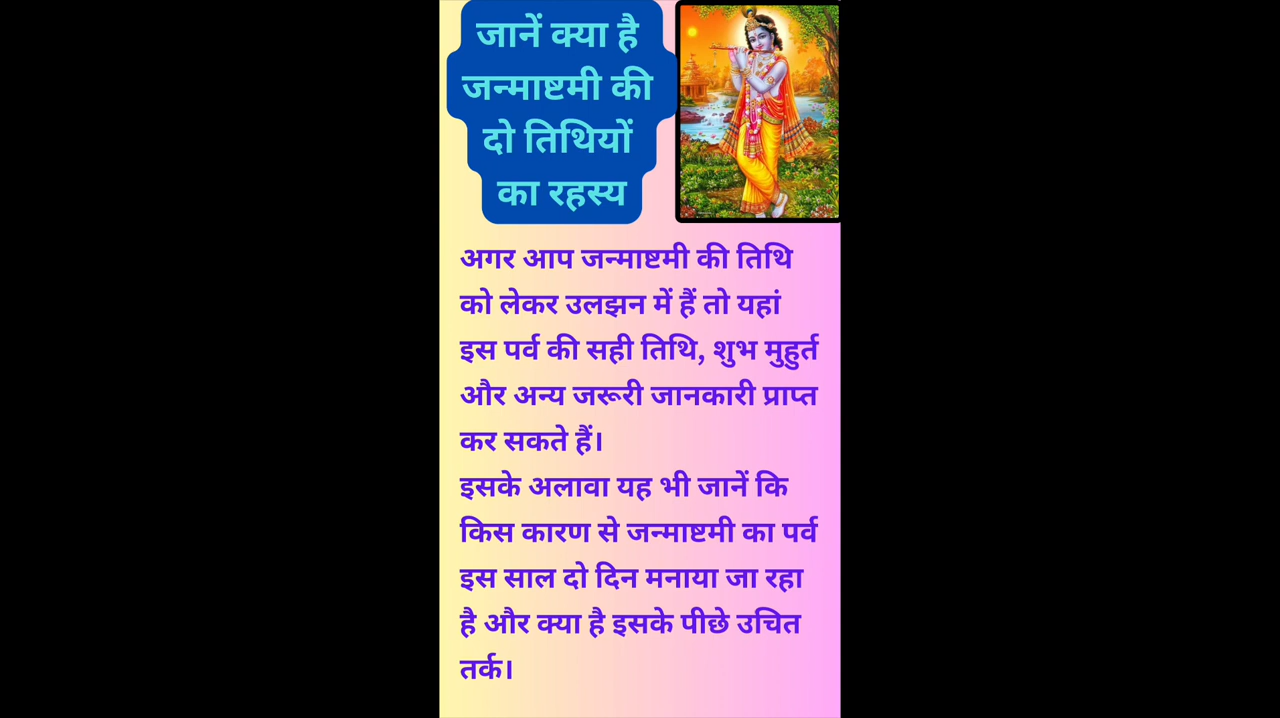 जानें क्या है
जन्माष्टमी की
दो तिथियों
का रहस्य
अगर आप जन्माष्टमी की तिथि
को लेकर उलझन में हैं तो यहां
इस पर्व की सही तिथि, शुभ मुहुर्त
और अन्य जरूरी जानकारी प्राप्त
कर सकते हैं।
इसके अलावा यह भी जानें कि
किस कारण से जन्माष्टमी का पर्व
इस साल दो दिन मनाया जा रहा
है और क्या है इसके पीछे उचित
तर्क।